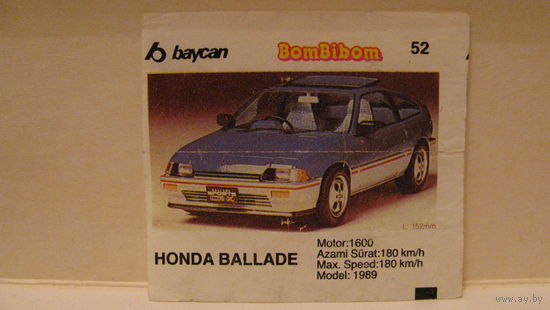 baycan BomBibom 52
L: 152mm
HONDA BALLADE
Motor:1600
Azami Sürat:180 km/h
Max. Speed:180 km/h
Model: 1989
© www.ay.by